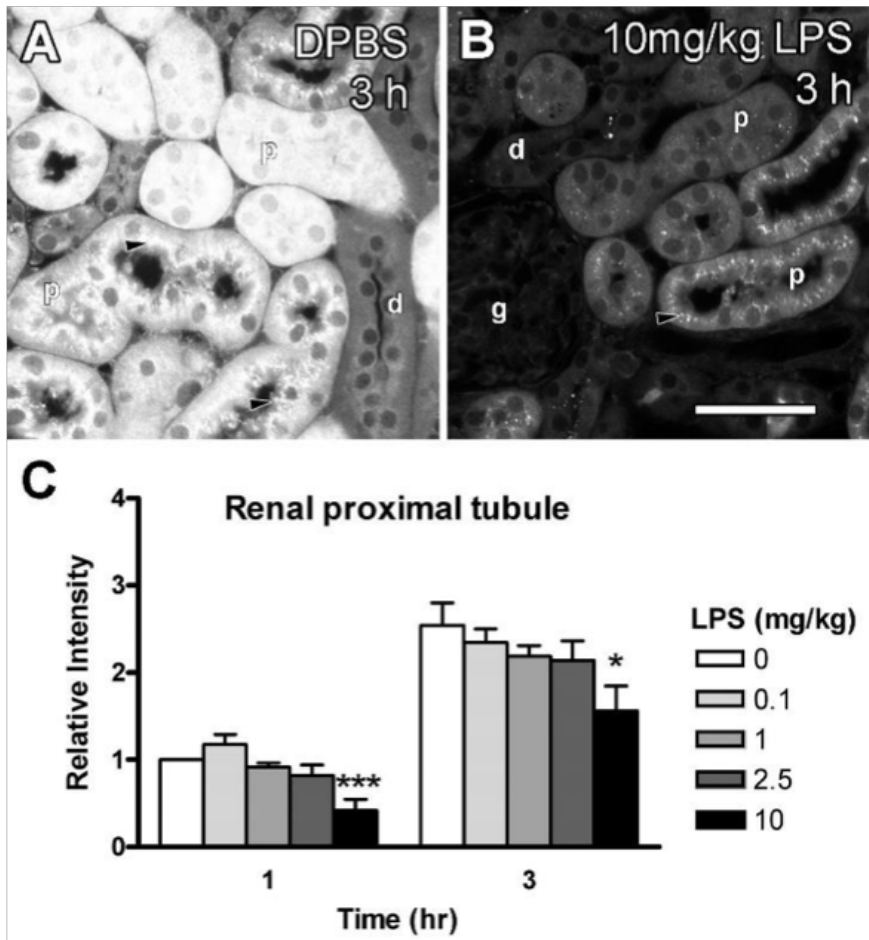 A
DPBS
3 h
p
p
d
B
10mg/kg LPS
3 h
d
p
p
g
C
Renal proximal tubule
Relative Intensity
4
3
2
1
0
***
*
1
3
Time (hr)
LPS (mg/kg)
0
0.1
1
2.5
10